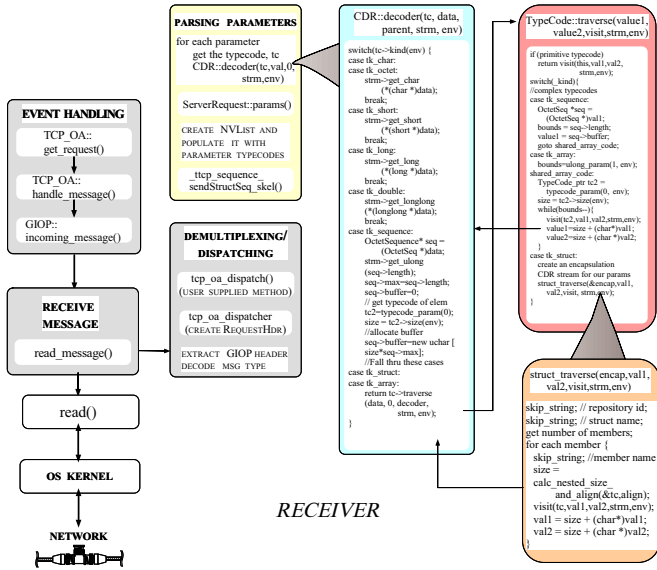 PARSING PARAMETERS
for each parameter
get the typecode, tc
CDR::decoder(tc,val,0,
strm,env)
ServerRequest::params()
CREATE NVLIST AND
POPULATE IT WITH
PARAMETER TYPECODES
_ttcp_sequence_
sendStructSeq_skel()
EVENT HANDLING
TCP_OA::
get_request()
TCP_OA::
handle_message()
GIOP::
incoming_message()
RECEIVE
MESSAGE
read_message()
read()
OS KERNEL
NETWORK
DEMULTIPLEXING/
DISPATCHING
tcp_oa_dispatch()
(USER SUPPLIED METHOD)
tcp_oa_dispatcher
(CREATE REQUESTHDR)
EXTRACT GIOP HEADER
DECODE MSG TYPE
RECEIVER
CDR::decoder(tc, data,
parent, strm, env)
switch(tc->kind(env) {
case tk_char:
case tk_octet:
strm->get_char
(*(char *)data);
break;
case tk_short:
strm->get_short
(*(short *)data);
break;
case tk_long:
strm->get_long
(*(long *)data);
break;
case tk_double:
strm->get_longlong
(*(longlong *)data);
break;
case tk_sequence:
OctetSequence* seq =
(OctetSeq *)data;
strm->get_ulong
(seq->length);
seq->max=seq->length;
seq->buffer=0;
// get typecode of elem
tc2=typecode_param(0);
size = tc2->size(env);
//allocate buffer
seq->buffer=new uchar [
size*seq->max];
//Fall thru these cases
case tk_struct:
case tk_array:
return tc->traverse
(data, 0, decoder,
strm, env);
}
TypeCode::traverse(value1,
value2,visit,strm,env)
if (primitive typecode)
return visit(this,val1,val2,
strm,env);
switch(_kind){
//complex typecodes
case tk_sequence:
OctetSeq *seq =
(OctetSeq *)val1;
bounds = seq->length;
value1 = seq->buffer;
goto shared_array_code;
case tk_array:
bounds=ulong_param(1, env);
shared_array_code:
TypeCode_ptr tc2 =
typecode_param(0, env);
size = tc2->size(env);
while(bounds--){
visit(tc2,val1,val2,strm,env);
value1=size + (char*)val1;
value2=size + (char *)val2;
}
case tk_struct:
create an encapsulation
CDR stream for our params
struct_traverse(&encap,val1,
val2,visit, strm,env);
}
struct_traverse(encap,val1,
val2,visit,strm,env)
skip_string; // repository id;
skip_string; // struct name;
get number of members;
for each member {
skip_string; //member name
size =
calc_nested_size_
and_align(&tc,align);
visit(tc,val1,val2,strm,env);
val1 = size + (char*)val1;
val2 = size + (char *)val2;
}